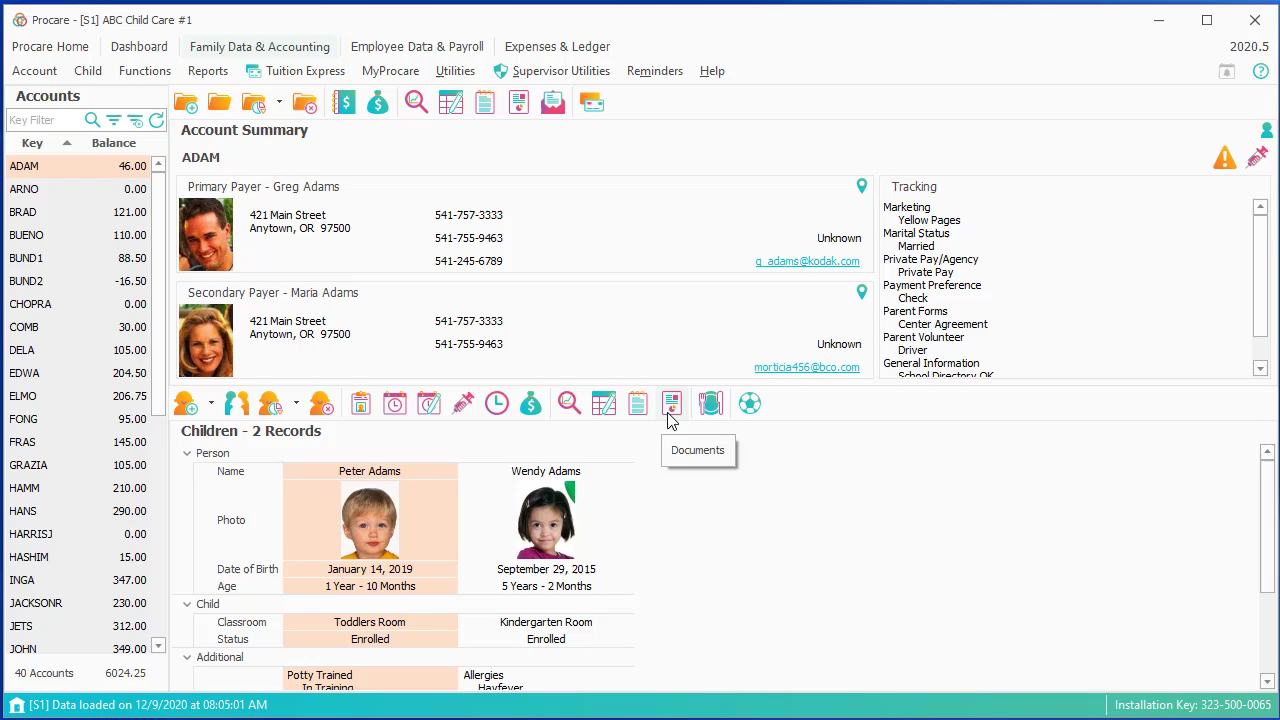 Procare - [S1] ABC Child Care #1
Procare Home Dashboard Family Data & Accounting Employee Data & Payroll Expenses & Ledger 2020.5
Account Child Functions Reports Tuition Express MyProcare Utilities Supervisor Utilities Reminders Help
Accounts
Key Filter
Key Balance
ADAM 46.00
ARNO 0.00
BRAD 121.00
BUENO 110.00
BUND1 88.50
BUND2 -16.50
CHOPRA 0.00
COMB 30.00
DELA 105.00
EDWA 204.50
ELMO 206.75
FONG 95.00
FRAS 145.00
GRAZIA 105.00
HAMM 210.00
HANS 290.00
HARRISJ 0.00
HASHIM 15.00
INGA 347.00
JACKSONR 230.00
JETS 312.00
JOHN 349.00
40 Accounts 6024.25
Account Summary
ADAM
Primary Payer - Greg Adams
421 Main Street 541-757-3333
Anytown, OR 97500
541-755-9463 Unknown
541-245-6789 g_adams@kodak.com
Secondary Payer - Maria Adams
421 Main Street 541-757-3333
Anytown, OR 97500
541-755-9463 Unknown
morticia456@bco.com
Tracking
Marketing
Yellow Pages
Marital Status
Married
Private Pay/Agency
Private Pay
Payment Preference
Check
Parent Forms
Center Agreement
Parent Volunteer
Driver
General Information
School Directory OK
Documents
Children - 2 Records
Person
Name Peter Adams Wendy Adams
Photo
Date of Birth January 14, 2019 September 29, 2015
Age 1 Year - 10 Months 5 Years - 2 Months
Child
Classroom Toddlers Room Kindergarten Room
Status Enrolled Enrolled
Additional
Potty Trained Allergies
In Training Hayfever
[S1] Data loaded on 12/9/2020 at 08:05:01 AM Installation Key: 323-500-0065